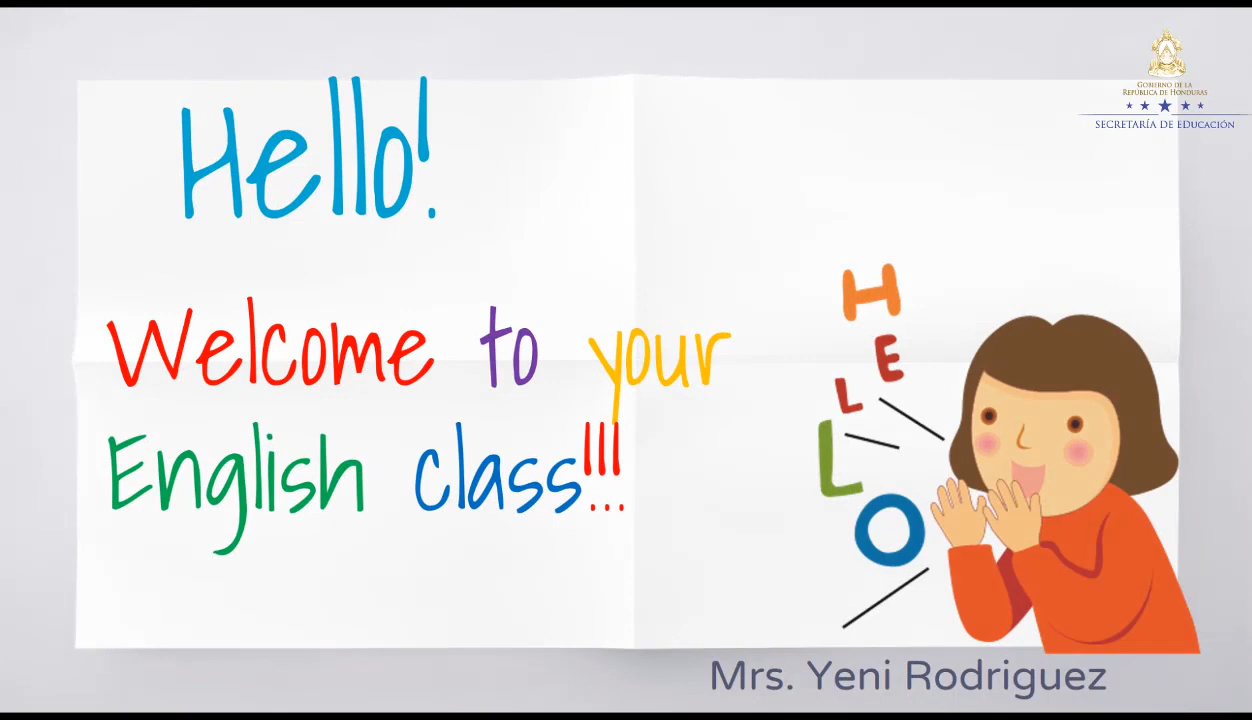 Hello!
GOBIERNO DE LA
REPÚBLICA DE HONDURAS
SECRETARÍA DE EDUCACIÓN
Welcome to your
English class!!!
H
E
L
L
O
Mrs. Yeni Rodriguez